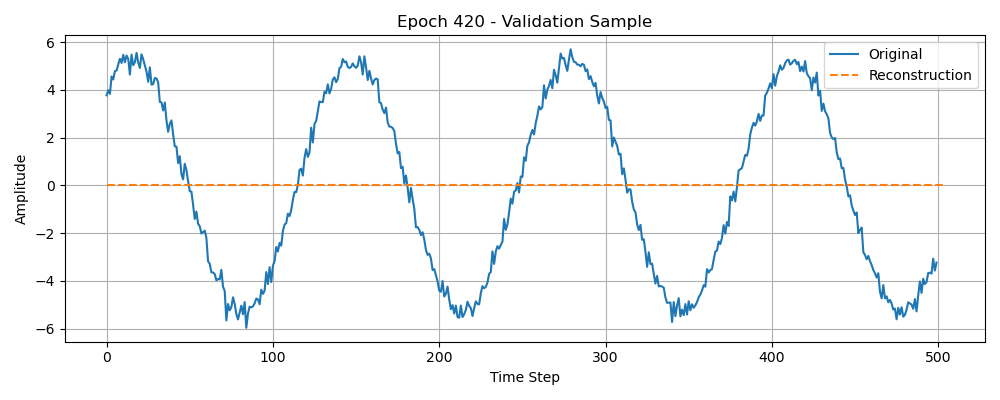 Epoch 420 - Validation Sample
Original
Reconstruction
Amplitude
6
4
2
0
−2
−4
−6
0 100 200 300 400 500
Time Step